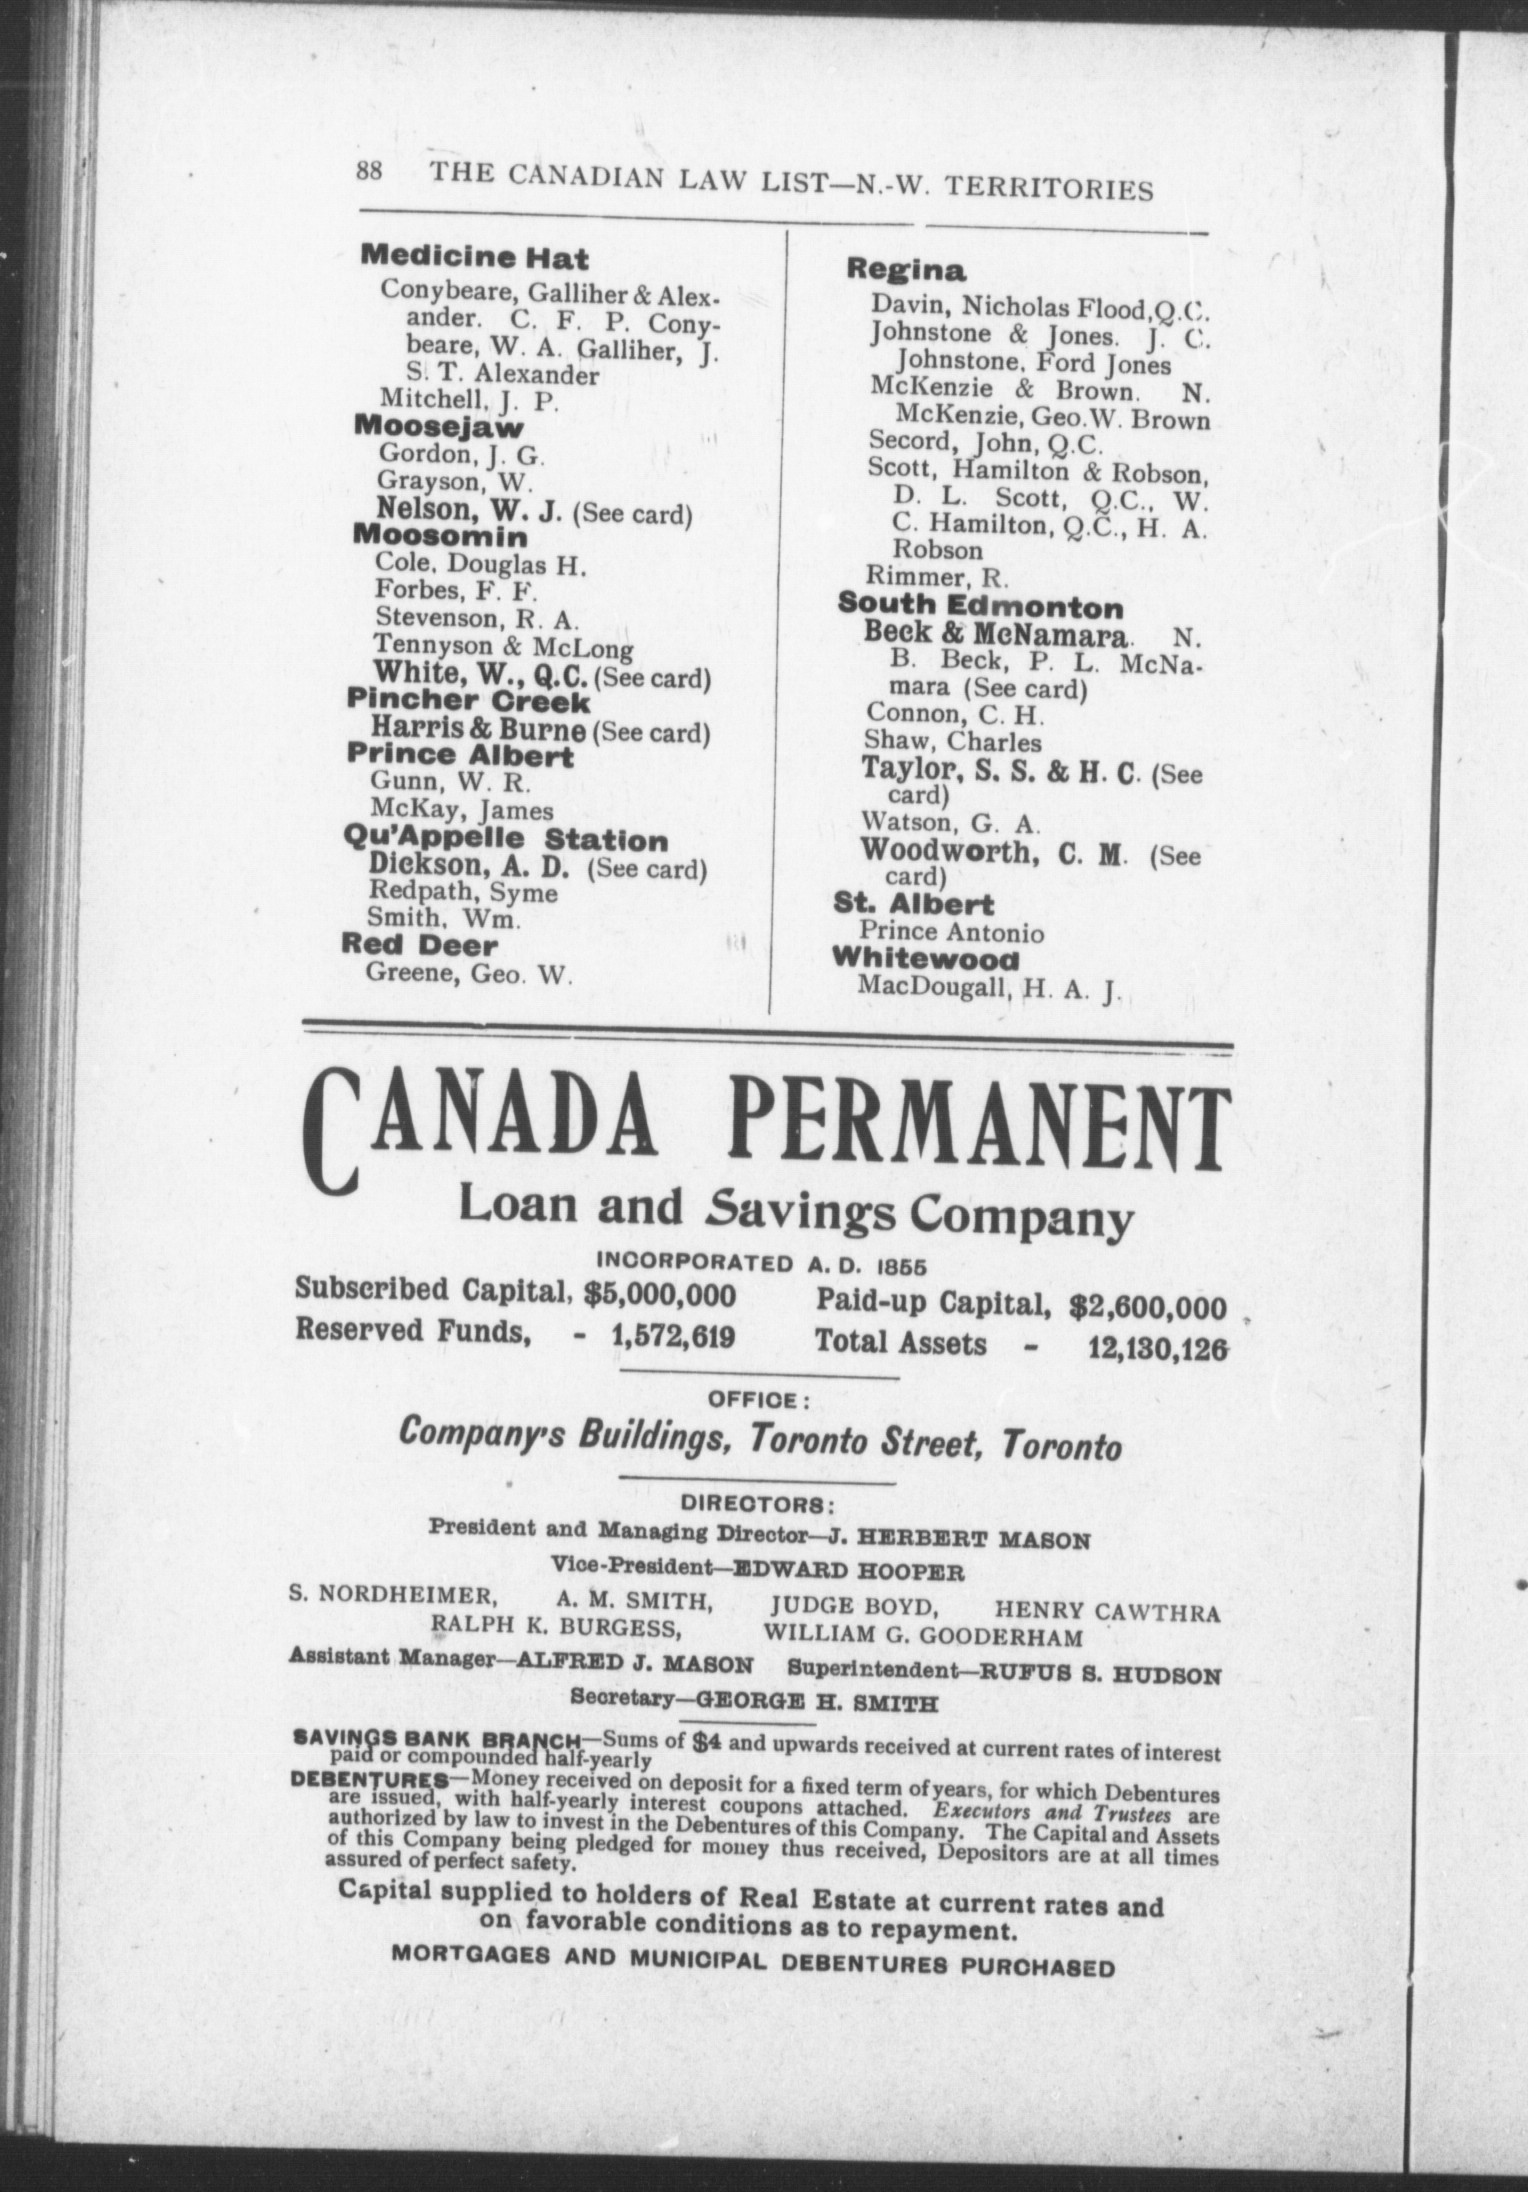 88 THE CANADIAN LAW LIST—N.-W. TERRITORIES
Medicine Hat
Conybeare, Galliher & Alex-
ander. C. F. P. Cony-
beare, W. A. Galliher, J.
S. T. Alexander
Mitchell, J. P.
Moosejaw
Gordon, J. G.
Grayson, W.
Nelson, W. J. (See card)
Moosomin
Cole, Douglas H.
Forbes, F. F.
Stevenson, R. A.
Tennyson & McLong
White, W., Q.C. (See card)
Pincher Creek
Harris & Burne (See card)
Prince Albert
Gunn, W. R.
McKay, James
Qu'Appelle Station
Dickson, A. D. (See card)
Redpath, Syme
Smith, Wm.
Red Deer
Greene, Geo. W.
Regina
Davin, Nicholas Flood, Q.C.
Johnstone & Jones. J. C.
Johnstone, Ford Jones
McKenzie & Brown. N.
McKenzie, Geo. W. Brown
Secord, John, Q.C.
Scott, Hamilton & Robson,
D. L. Scott, Q.C., W.
C. Hamilton, Q.C., H. A.
Robson
Rimmer, R.
South Edmonton
Beck & McNamara. N.
B. Beck, P. L. McNa-
mara (See card)
Connon, C. H.
Shaw, Charles
Taylor, S. S. & H. C. (See
card)
Watson, G. A.
Woodworth, C. M. (See
card)
St. Albert
Prince Antonio
Whitewood
MacDougall, H. A. J.
CANADA PERMANENT
Loan and Savings Company
INCORPORATED A. D. 1855
Subscribed Capital, $5,000,000 Paid-up Capital, $2,600,000
Reserved Funds, - 1,572,619 Total Assets - 12,130,126
OFFICE:
Company's Buildings, Toronto Street, Toronto
DIRECTORS:
President and Managing Director—J. HERBERT MASON
Vice-President—EDWARD HOOPER
S. NORDHEIMER, A. M. SMITH, JUDGE BOYD, HENRY CAWTHRA
RALPH K. BURGESS, WILLIAM G. GOODERHAM
Assistant Manager—ALFRED J. MASON Superintendent—RUFUS S. HUDSON
Secretary—GEORGE H. SMITH
SAVINGS BANK BRANCH—Sums of $4 and upwards received at current rates of interest
paid or compounded half-yearly
DEBENTURES—Money received on deposit for a fixed term of years, for which Debentures
are issued, with half-yearly interest coupons attached. Executors and Trustees are
authorized by law to invest in the Debentures of this Company. The Capital and Assets
of this Company being pledged for money thus received, Depositors are at all times
assured of perfect safety.
Capital supplied to holders of Real Estate at current rates and
on favorable conditions as to repayment.
MORTGAGES AND MUNICIPAL DEBENTURES PURCHASED